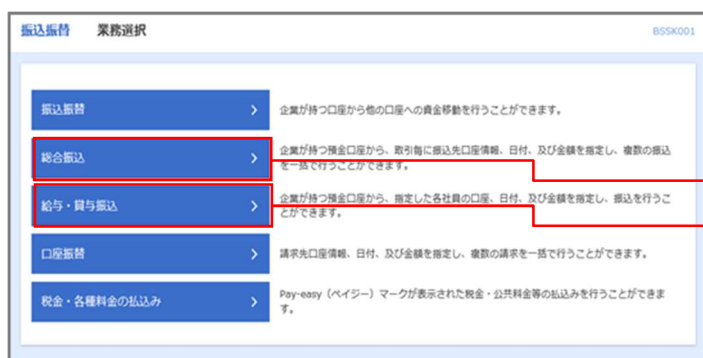 振込振替 業務選択 BSSK001
振込振替 企業が持つ口座から他の口座への資金移動を行うことができます。
総合振込 企業が持つ預金口座から、取引毎に振込先口座情報、日付、及び金額を指定し、複数の振込
を一括で行うことができます。
給与・賞与振込 企業が持つ預金口座から、指定した各社員の口座、日付、及び金額を指定し、振込を行うこ
とができます。
口座振替 請求先口座情報、日付、及び金額を指定し、複数の請求を一括で行うことができます。
税金・各種料金の払込み Pay-easy（ペイジー）マークが表示された税金・公共料金等の払込みを行うことができま
す。